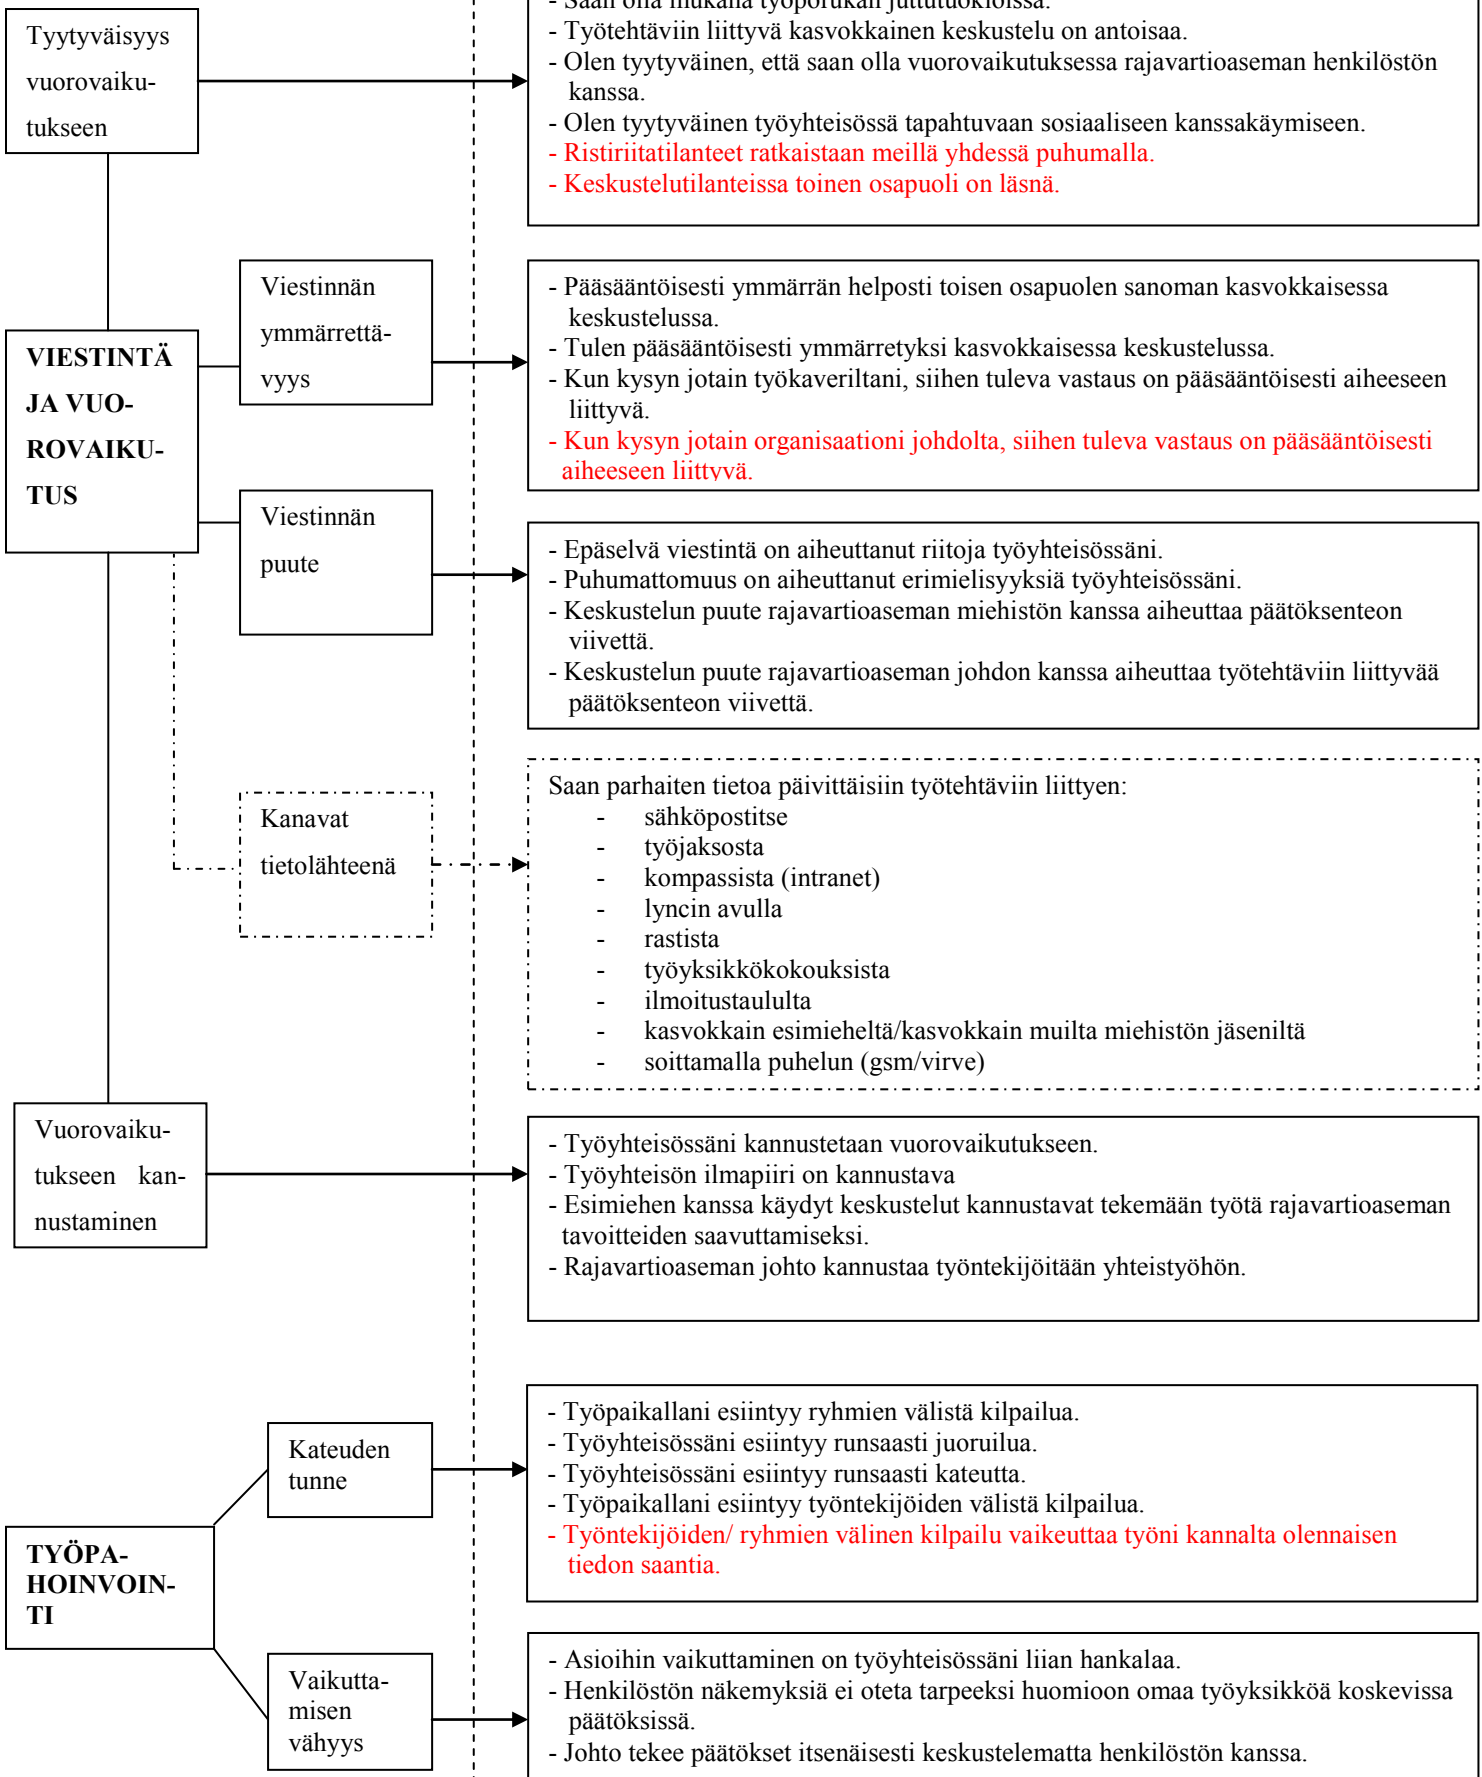 - Saan olla mukana työporukan juttutuokioissa.
Tyytyväisyys
vuorovaiku-
tukseen
- Työtehtäviin liittyvä kasvokkainen keskustelu on antoisaa.
- Olen tyytyväinen, että saan olla vuorovaikutuksessa rajavartioaseman henkilöstön
kanssa.
- Olen tyytyväinen työyhteisössä tapahtuvaan sosiaaliseen kanssakäymiseen.
- Ristiriitatilanteet ratkaistaan meillä yhdessä puhumalla.
- Keskustelutilanteissa toinen osapuoli on läsnä.
VIESTINTÄ
JA VUO-
ROVAIKU-
TUS
Viestinnän
ymmärrettä-
vyys
- Pääsääntöisesti ymmärrän helposti toisen osapuolen sanoman kasvokkaisessa
keskustelussa.
- Tulen pääsääntöisesti ymmärretyksi kasvokkaisessa keskustelussa.
- Kun kysyn jotain työkaveriltani, siihen tuleva vastaus on pääsääntöisesti aiheeseen
liittyvä.
- Kun kysyn jotain organisaationi johdolta, siihen tuleva vastaus on pääsääntöisesti
aiheeseen liittyvä.
Viestinnän
puute
- Epäselvä viestintä on aiheuttanut riitoja työyhteisössäni.
- Puhumattomuus on aiheuttanut erimielisyyksiä työyhteisössäni.
- Keskustelun puute rajavartioaseman miehistön kanssa aiheuttaa päätöksenteon
viivettä.
- Keskustelun puute rajavartioaseman johdon kanssa aiheuttaa työtehtäviin liittyvää
päätöksenteon viivettä.
Kanavat
tietolähteenä
Saan parhaiten tietoa päivittäisiin työtehtäviin liittyen:
- sähköpostitse
- työjaksosta
- kompassista (intranet)
- lyncin avulla
- rastista
- työyksikkökokouksista
- ilmoitustaululta
- kasvokkain esimieheltä/kasvokkain muilta miehistön jäseniltä
- soittamalla puhelun (gsm/virve)
Vuorovaiku-
tukseen kan-
nustaminen
- Työyhteisössäni kannustetaan vuorovaikutukseen.
- Työyhteisön ilmapiiri on kannustava
- Esimiehen kanssa käydyt keskustelut kannustavat tekemään työtä rajavartioaseman
tavoitteiden saavuttamiseksi.
- Rajavartioaseman johto kannustaa työntekijöitään yhteistyöhön.
TYÖPA-
HOINVOIN-
TI
Kateuden
tunne
- Työpaikallani esiintyy ryhmien välistä kilpailua.
- Työyhteisössäni esiintyy runsaasti juoruilua.
- Työyhteisössäni esiintyy runsaasti kateutta.
- Työpaikallani esiintyy työntekijöiden välistä kilpailua.
- Työntekijöiden/ ryhmien välinen kilpailu vaikeuttaa työni kannalta olennaisen
tiedon saantia.
Vaikutta-
misen
vähyys
- Asioihin vaikuttaminen on työyhteisössäni liian hankalaa.
- Henkilöstön näkemyksiä ei oteta tarpeeksi huomioon omaa työyksikköä koskevissa
päätöksissä.
- Johto tekee päätökset itsenäisesti keskustelematta henkilöstön kanssa.